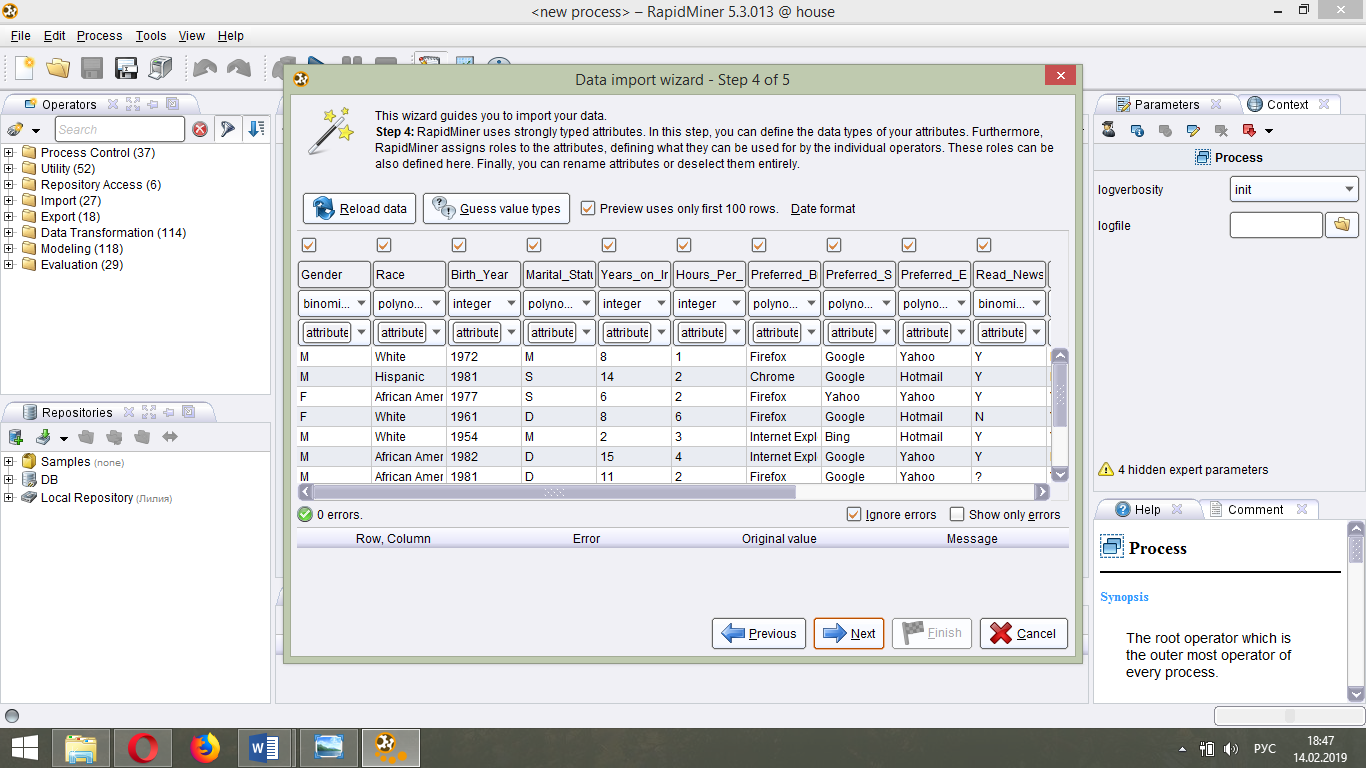 <new process> – RapidMiner 5.3.013 @ house
File Edit Process Tools View Help
Operators
Search
Process Control (37)
Utility (52)
Repository Access (6)
Import (27)
Export (18)
Data Transformation (114)
Modeling (118)
Evaluation (29)
Repositories
Samples (none)
DB
Local Repository (Лилия)
Data import wizard - Step 4 of 5
This wizard guides you to import your data.
Step 4: RapidMiner uses strongly typed attributes. In this step, you can define the data types of your attributes. Furthermore,
RapidMiner assigns roles to the attributes, defining what they can be used for by the individual operators. These roles can be
also defined here. Finally, you can rename attributes or deselect them entirely.
Reload data Guess value types Preview uses only first 100 rows. Date format
Gender Race Birth_Year Marital_Statu Years_on_In Hours_Per_ Preferred_B Preferred_S Preferred_E Read_News
binomi... polyno... integer polyno... integer integer polyno... polyno... polyno... binomi...
attribute attribute attribute attribute attribute attribute attribute attribute attribute attribute
M White 1972 M 8 1 Firefox Google Yahoo Y
M Hispanic 1981 S 14 2 Chrome Google Hotmail Y
F African Amer 1977 S 6 2 Firefox Yahoo Yahoo Y
F White 1961 D 8 6 Firefox Google Hotmail N
M White 1954 M 2 3 Internet Expl Bing Hotmail Y
M African Amer 1982 D 15 4 Internet Expl Google Yahoo Y
M African Amer 1981 D 11 2 Firefox Google Yahoo ?
0 errors. Ignore errors Show only errors
Row, Column Error Original value Message
Previous Next Finish Cancel
Parameters Context
Process
logverbosity init
logfile
4 hidden expert parameters
Help Comment
Process
Synopsis
The root operator which is
the outer most operator of
every process.
РУС
18:47
14.02.2019